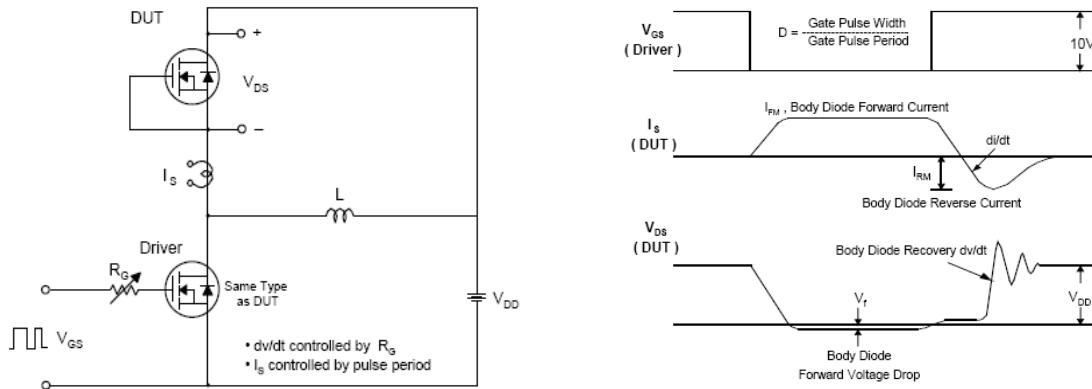 DUT
+
V_DS
−
I_S
L
Driver
R_G
Same Type
as DUT
V_DD
V_GS
• dv/dt controlled by R_G
• I_S controlled by pulse period
V_GS
( Driver )
D = Gate Pulse Width
Gate Pulse Period
10V
I_FM , Body Diode Forward Current
I_S
( DUT )
di/dt
I_RM
Body Diode Reverse Current
V_DS
( DUT )
Body Diode Recovery dv/dt
V_f
V_DD
Body Diode
Forward Voltage Drop